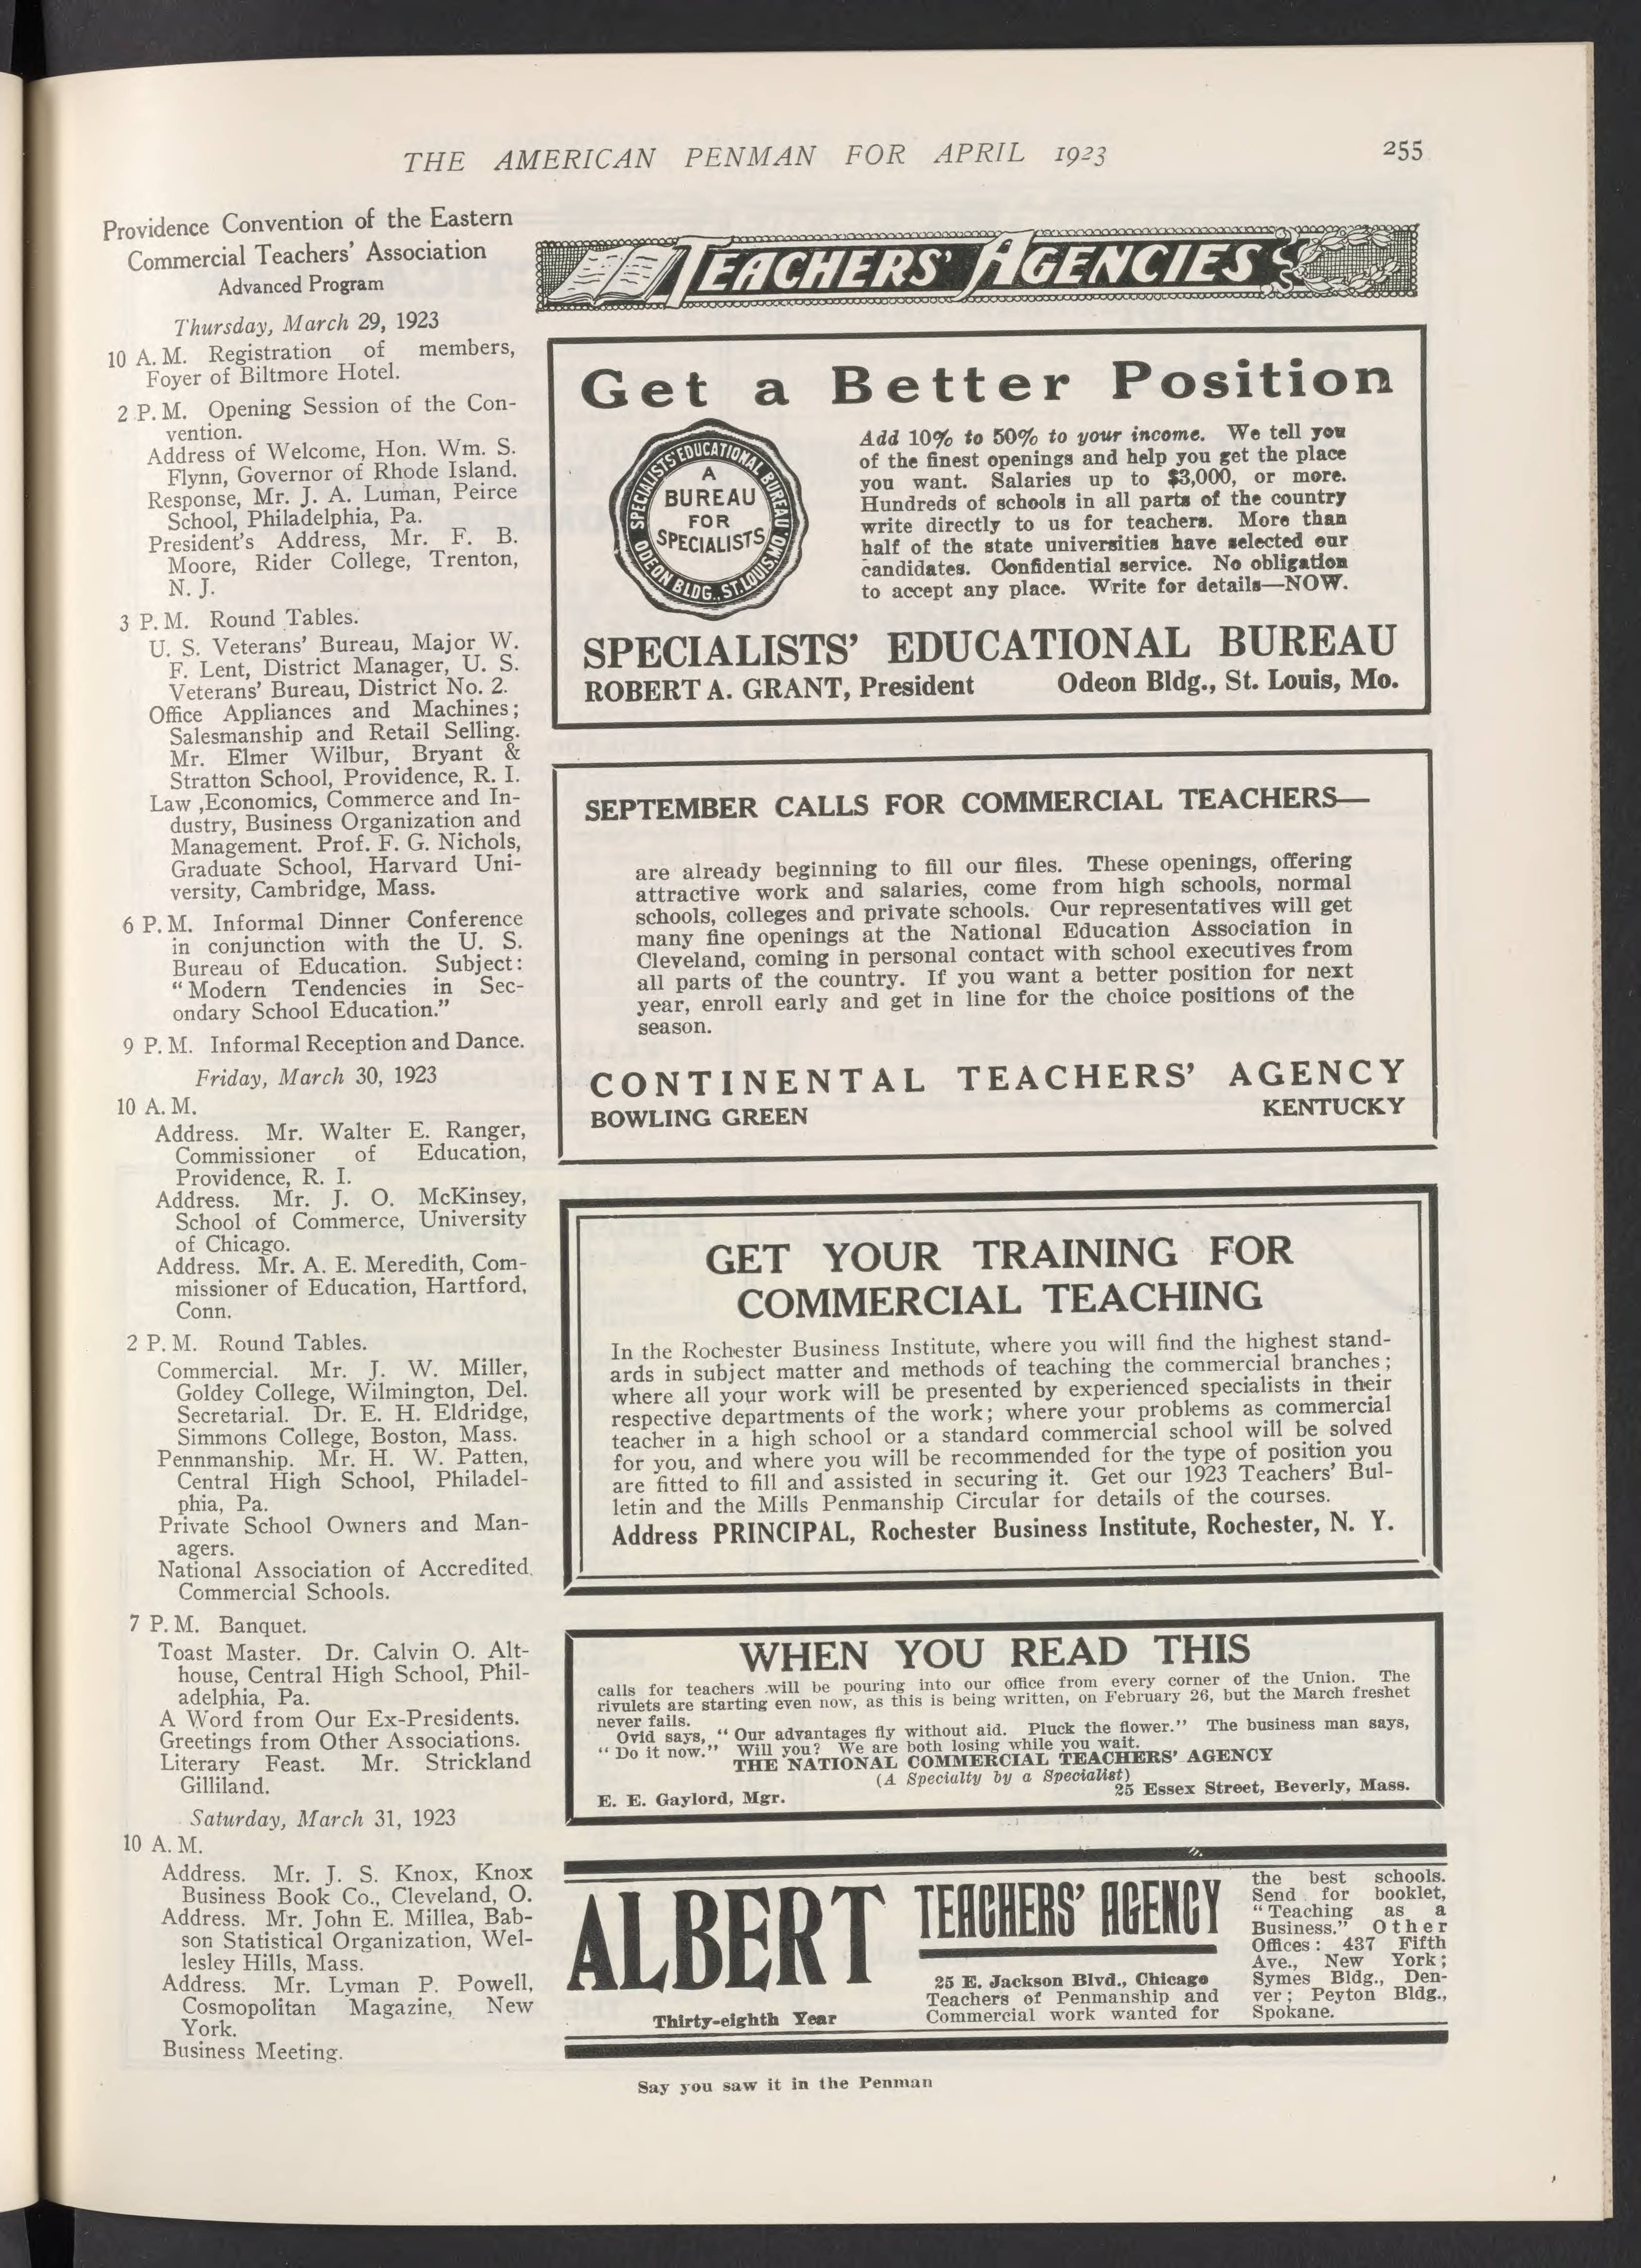 THE AMERICAN PENMAN FOR APRIL 1923
255
Providence Convention of the Eastern
Commercial Teachers' Association
Advanced Program
Thursday, March 29, 1923
10 A. M. Registration of members,
Foyer of Biltmore Hotel.
2 P. M. Opening Session of the Con-
vention.
Address of Welcome, Hon. Wm. S.
Flynn, Governor of Rhode Island.
Response, Mr. J. A. Luman, Peirce
School, Philadelphia, Pa.
President's Address, Mr. F. B.
Moore, Rider College, Trenton,
N. J.
3 P. M. Round Tables.
U. S. Veterans' Bureau, Major W.
F. Lent, District Manager, U. S.
Veterans' Bureau, District No. 2.
Office Appliances and Machines;
Salesmanship and Retail Selling.
Mr. Elmer Wilbur, Bryant &
Stratton School, Providence, R. I.
Law ,Economics, Commerce and In-
dustry, Business Organization and
Management. Prof. F. G. Nichols,
Graduate School, Harvard Uni-
versity, Cambridge, Mass.
6 P. M. Informal Dinner Conference
in conjunction with the U. S.
Bureau of Education. Subject:
"Modern Tendencies in Sec-
ondary School Education."
9 P. M. Informal Reception and Dance.
Friday, March 30, 1923
10 A. M.
Address. Mr. Walter E. Ranger,
Commissioner of Education,
Providence, R. I.
Address. Mr. J. O. McKinsey,
School of Commerce, University
of Chicago.
Address. Mr. A. E. Meredith, Com-
missioner of Education, Hartford,
Conn.
2 P. M. Round Tables.
Commercial. Mr. J. W. Miller,
Goldey College, Wilmington, Del.
Secretarial. Dr. E. H. Eldridge,
Simmons College, Boston, Mass.
Pennmanship. Mr. H. W. Patten,
Central High School, Philadel-
phia, Pa.
Private School Owners and Man-
agers.
National Association of Accredited
Commercial Schools.
7 P. M. Banquet.
Toast Master. Dr. Calvin O. Alt-
house, Central High School, Phil-
adelphia, Pa.
A Word from Our Ex-Presidents.
Greetings from Other Associations.
Literary Feast. Mr. Strickland
Gilliland.
Saturday, March 31, 1923
10 A. M.
Address. Mr. J. S. Knox, Knox
Business Book Co., Cleveland, O.
Address. Mr. John E. Millea, Bab-
son Statistical Organization, Wel-
lesley Hills, Mass.
Address. Mr. Lyman P. Powell,
Cosmopolitan Magazine, New
York.
Business Meeting.
TEACHERS' AGENCIES
Get a Better Position
SPECIALISTS' EDUCATIONAL BUREAU
ODEON BLDG., ST. LOUIS, MO.
A
BUREAU
FOR
SPECIALISTS
Add 10% to 50% to your income. We tell you
of the finest openings and help you get the place
you want. Salaries up to $3,000, or more.
Hundreds of schools in all parts of the country
write directly to us for teachers. More than
half of the state universities have selected our
candidates. Confidential service. No obligation
to accept any place. Write for details—NOW.
SPECIALISTS' EDUCATIONAL BUREAU
ROBERT A. GRANT, President Odeon Bldg., St. Louis, Mo.
SEPTEMBER CALLS FOR COMMERCIAL TEACHERS—
are already beginning to fill our files. These openings, offering
attractive work and salaries, come from high schools, normal
schools, colleges and private schools. Our representatives will get
many fine openings at the National Education Association in
Cleveland, coming in personal contact with school executives from
all parts of the country. If you want a better position for next
year, enroll early and get in line for the choice positions of the
season.
CONTINENTAL TEACHERS' AGENCY
BOWLING GREEN KENTUCKY
GET YOUR TRAINING FOR
COMMERCIAL TEACHING
In the Rochester Business Institute, where you will find the highest stand-
ards in subject matter and methods of teaching the commercial branches;
where all your work will be presented by experienced specialists in their
respective departments of the work; where your problems as commercial
teacher in a high school or a standard commercial school will be solved
for you, and where you will be recommended for the type of position you
are fitted to fill and assisted in securing it. Get our 1923 Teachers' Bul-
letin and the Mills Penmanship Circular for details of the courses.
Address PRINCIPAL, Rochester Business Institute, Rochester, N. Y.
WHEN YOU READ THIS
calls for teachers will be pouring into our office from every corner of the Union. The
rivulets are starting even now, as this is being written, on February 26, but the March freshet
never fails.
Ovid says, "Our advantages fly without aid. Pluck the flower." The business man says,
"Do it now." Will you? We are both losing while you wait.
THE NATIONAL COMMERCIAL TEACHERS' AGENCY
(A Specialty by a Specialist)
E. E. Gaylord, Mgr. 25 Essex Street, Beverly, Mass.
ALBERT
Thirty-eighth Year
TEACHERS' AGENCY
25 E. Jackson Blvd., Chicago
Teachers of Penmanship and
Commercial work wanted for
the best schools.
Send for booklet,
"Teaching as a
Business." Other
Offices: 437 Fifth
Ave., New York;
Symes Bldg., Den-
ver; Peyton Bldg.,
Spokane.
Say you saw it in the Penman